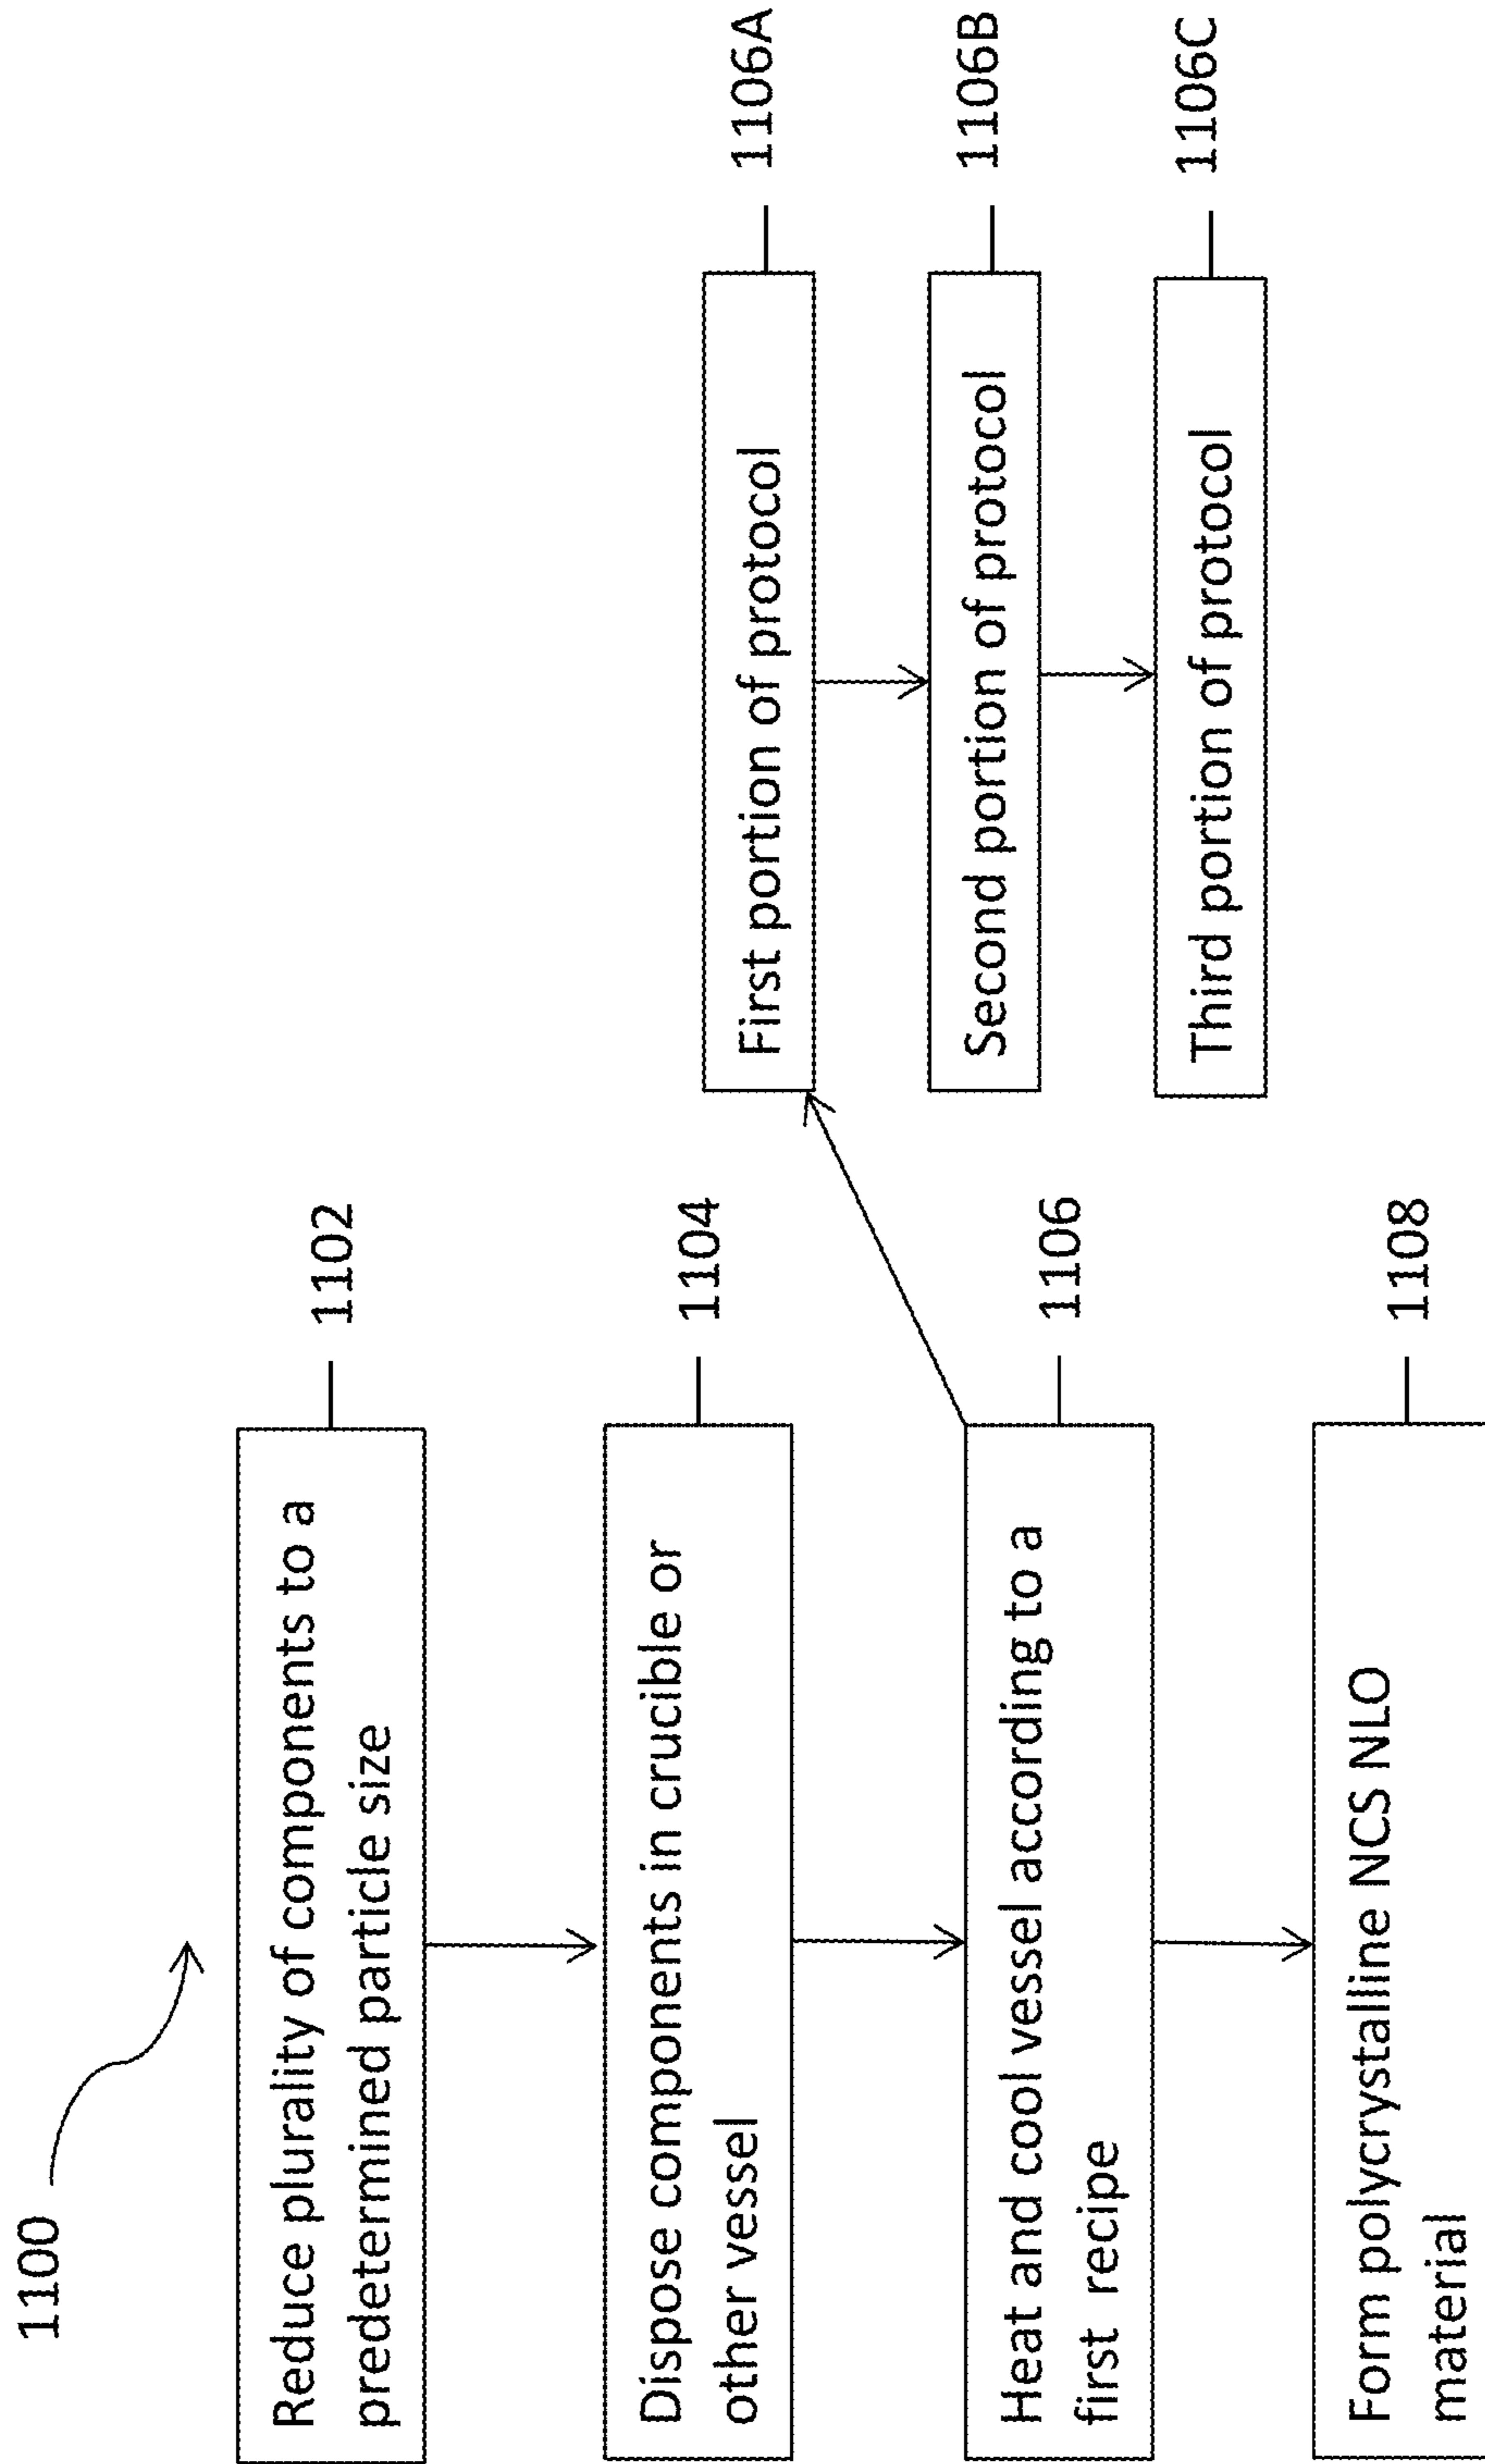 1100
Reduce plurality of components to a
predetermined particle size
1102
Dispose components in crucible or
other vessel
1104
Heat and cool vessel according to a
first recipe
1106
Form polycrystalline NCS NLO
material
1108
First portion of protocol
1106A
Second portion of protocol
1106B
Third portion of protocol
1106C